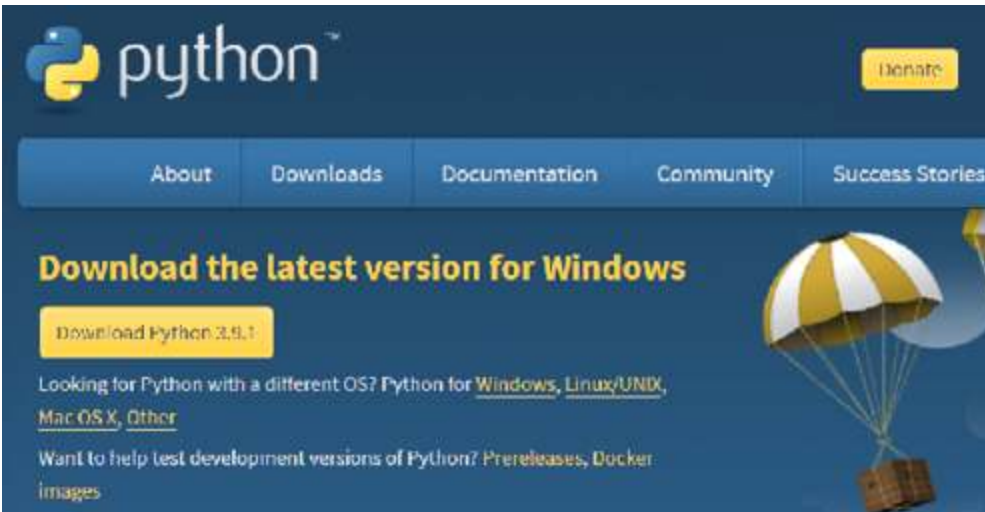 python™
Donate
About Downloads Documentation Community Success Stories
Download the latest version for Windows
Download Python 3.9.1
Looking for Python with a different OS? Python for Windows, Linux/UNIX,
Mac OS X, Other
Want to help test development versions of Python? Prereleases, Docker
images